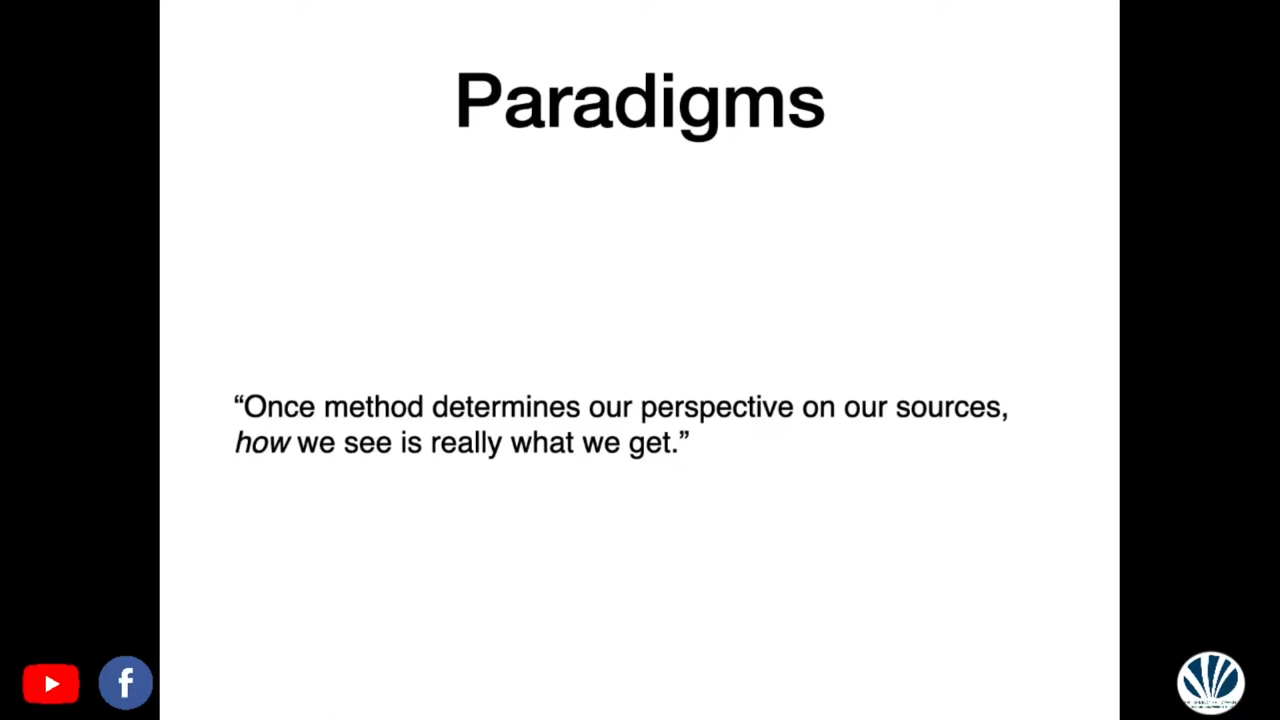 Paradigms
“Once method determines our perspective on our sources,
how we see is really what we get.”